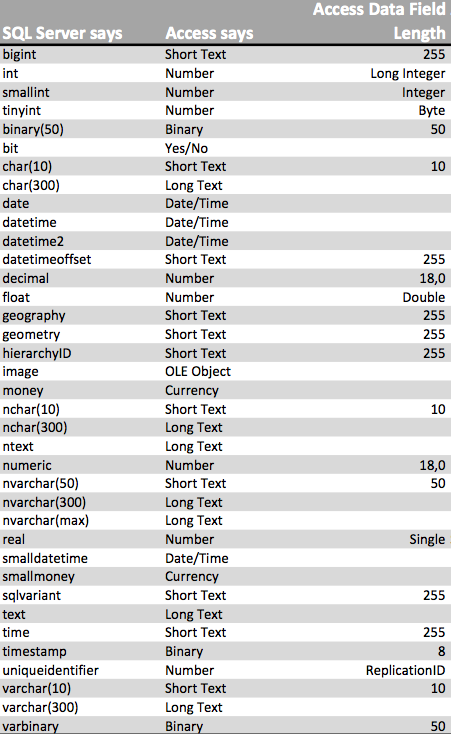 Access Data Field
SQL Server says Access says Length
bigint Short Text 255
int Number Long Integer
smallint Number Integer
tinyint Number Byte
binary(50) Binary 50
bit Yes/No
char(10) Short Text 10
char(300) Long Text
date Date/Time
datetime Date/Time
datetime2 Date/Time
datetimeoffset Short Text 255
decimal Number 18,0
float Number Double
geography Short Text 255
geometry Short Text 255
hierarchyID Short Text 255
image OLE Object
money Currency
nchar(10) Short Text 10
nchar(300) Long Text
ntext Long Text
numeric Number 18,0
nvarchar(50) Short Text 50
nvarchar(300) Long Text
nvarchar(max) Long Text
real Number Single
smalldatetime Date/Time
smallmoney Currency
sqlvariant Short Text 255
text Long Text
time Short Text 255
timestamp Binary 8
uniqueidentifier Number ReplicationID
varchar(10) Short Text 10
varchar(300) Long Text
varbinary Binary 50